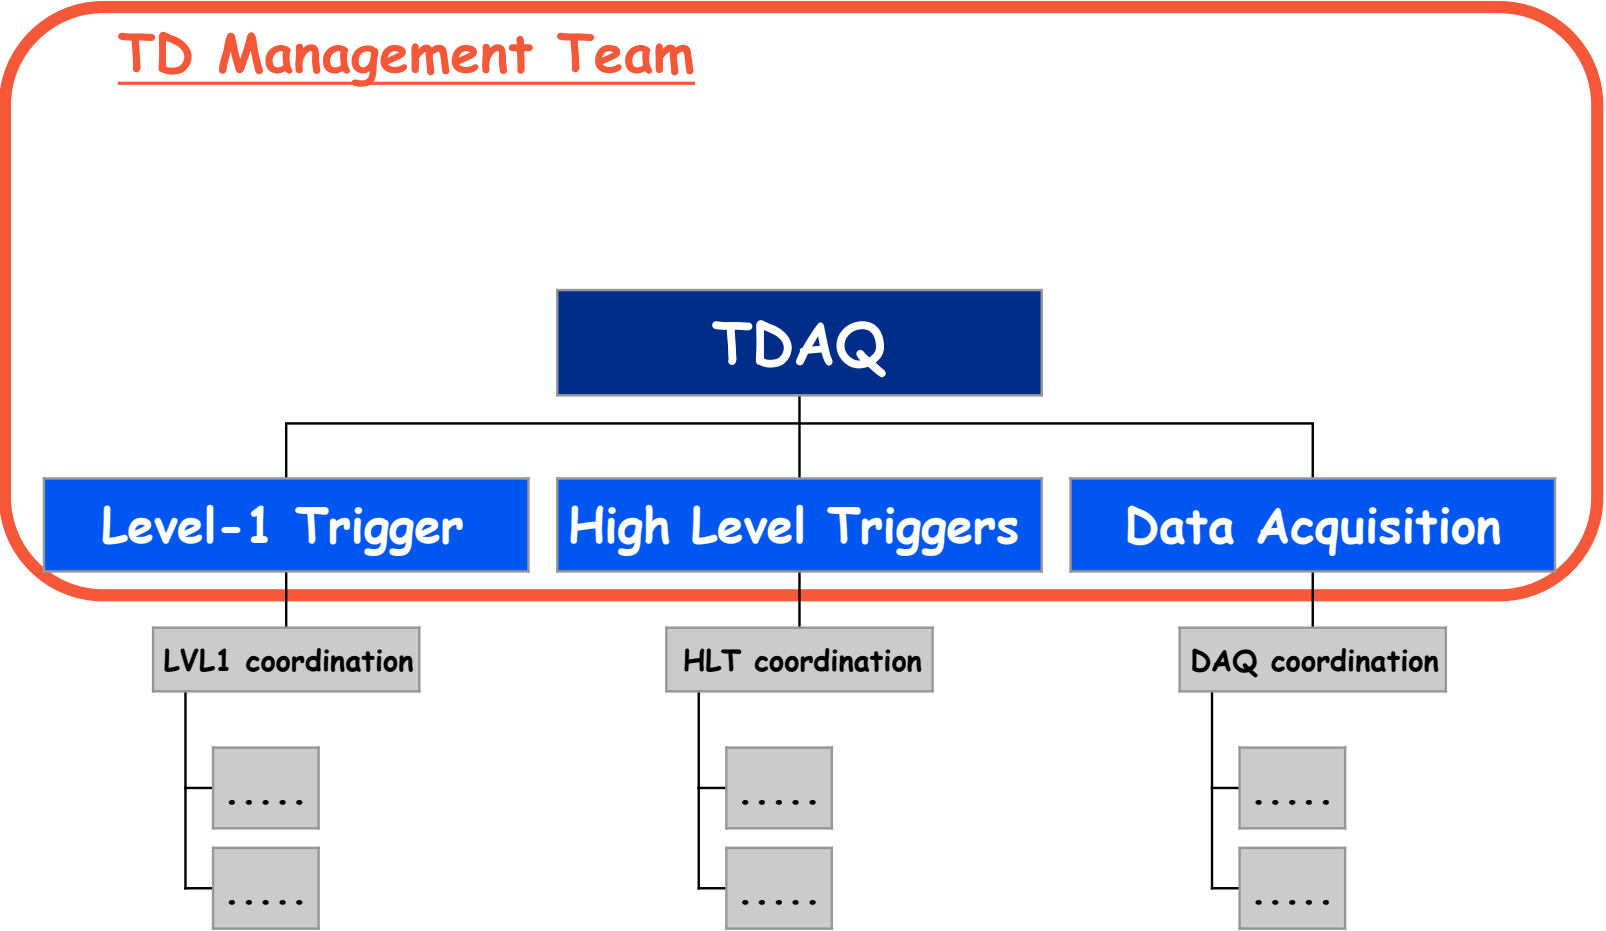 TD Management Team
TDAQ
Level-1 Trigger
High Level Triggers
Data Acquisition
LVL1 coordination
HLT coordination
DAQ coordination
.....
.....
.....
.....
.....
.....